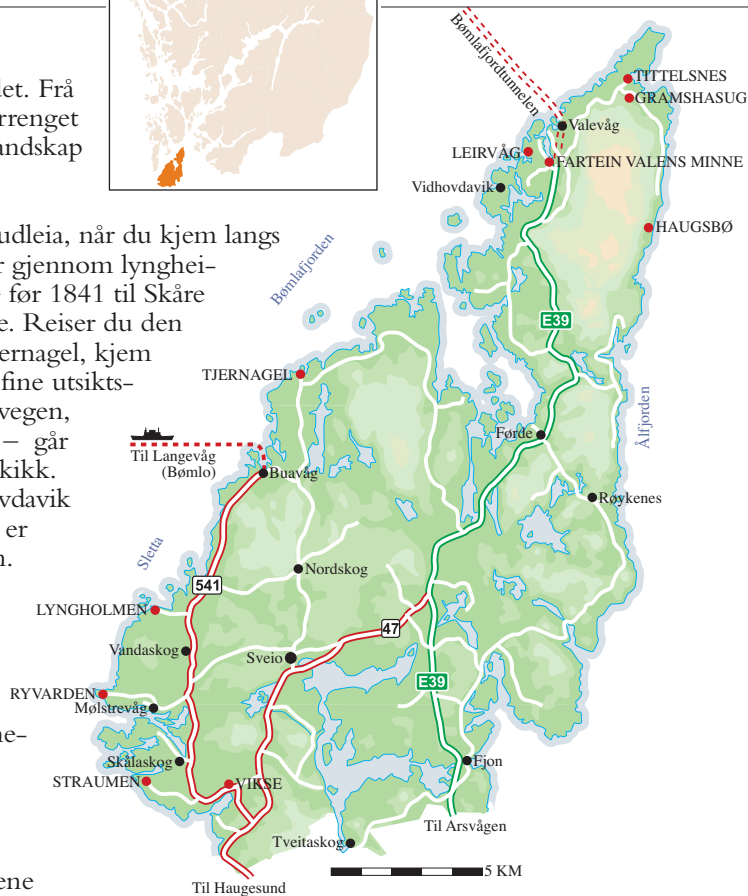 det. Frå
rrenget
andskap
udleia, når du kjem langs
r gjennom lynghei-
e før 1841 til Skåre
e. Reiser du den
ernagel, kjem
fine utsikts-
vegen,
– går
kikk.
vdavik
er
n.
ne-
ene
Bømlafjordtunnelen
TITTELSNES
GRAMSHASUG
Valevåg
LEIRVÅG
FARTEIN VALENS MINNE
Vidhovdavik
HAUGSBØ
Bømlafjorden
E39
TJERNAGEL
Ålfjorden
Førde
Til Langevåg
(Bømlo)
Buavåg
Røykenes
Sletta
Nordskog
541
LYNGHOLMEN
47
Vandaskog
Sveio
E39
RYVARDEN
Mølstrevåg
Skålaskog
Fjon
STRAUMEN
VIKSE
Til Arsvågen
Tveitaskog
5 KM
Til Haugesund